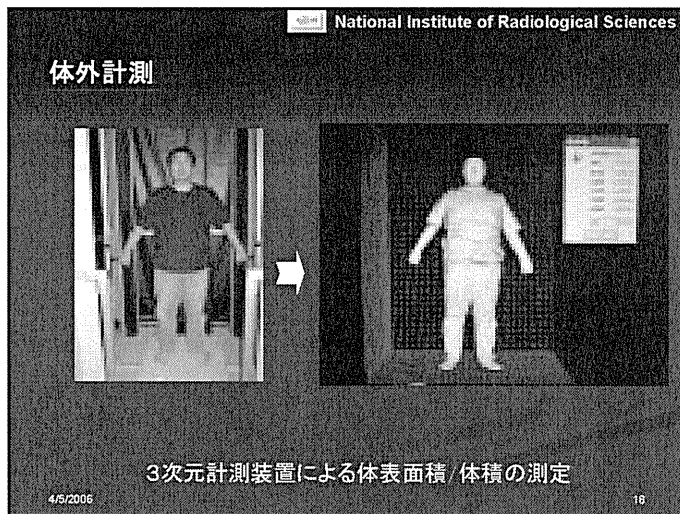 National Institute of Radiological Sciences
体外計測
3次元計測装置による体表面積/体積の測定
4/5/2006
18